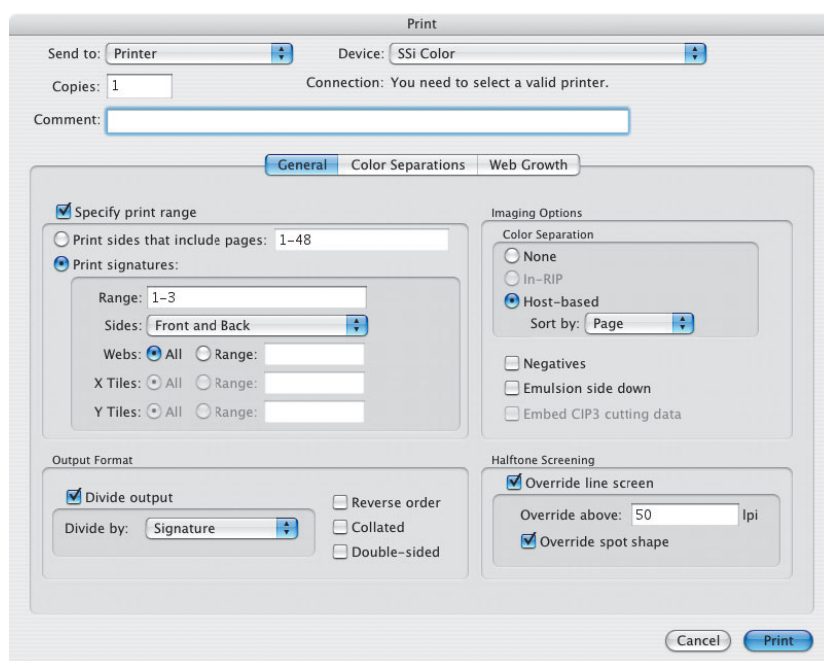 Print
Send to: Printer Device: SSi Color
Copies: 1 Connection: You need to select a valid printer.
Comment:
General Color Separations Web Growth
Specify print range
Print sides that include pages: 1-48
Print signatures:
Range: 1-3
Sides: Front and Back
Webs: All Range:
X Tiles: All Range:
Y Tiles: All Range:
Imaging Options
Color Separation
None
In-RIP
Host-based
Sort by: Page
Negatives
Emulsion side down
Embed CIP3 cutting data
Output Format
Divide output
Divide by: Signature
Reverse order
Collated
Double-sided
Halftone Screening
Override line screen
Override above: 50 lpi
Override spot shape
Cancel Print